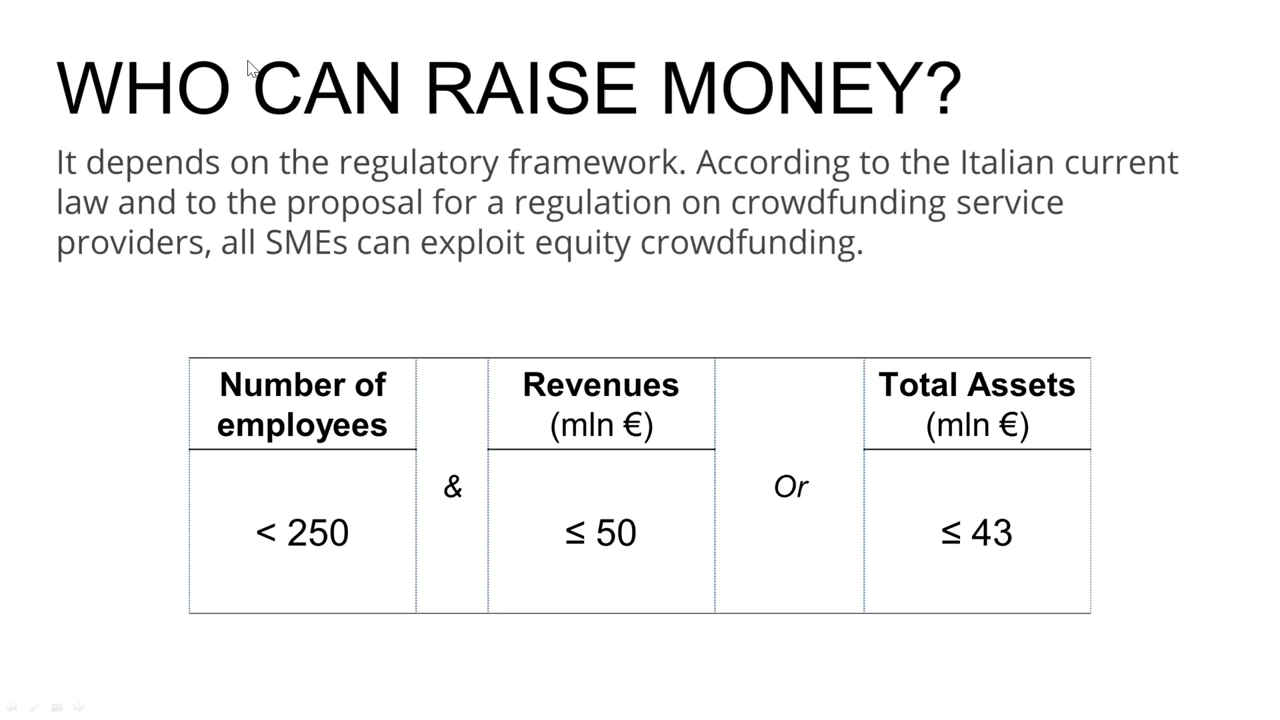 WHO CAN RAISE MONEY?
It depends on the regulatory framework. According to the Italian current
law and to the proposal for a regulation on crowdfunding service
providers, all SMEs can exploit equity crowdfunding.
Number of
employees
&
Revenues
(mln €)
Or
Total Assets
(mln €)
< 250
≤ 50
≤ 43